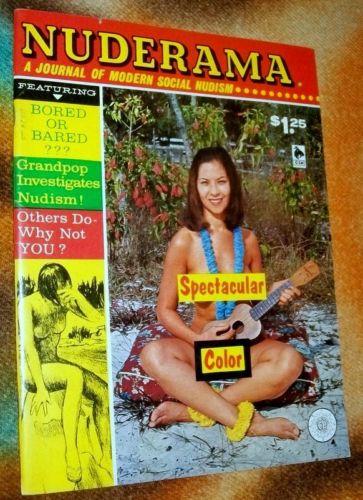 NUDERAMA
A JOURNAL OF MODERN SOCIAL NUDISM
FEATURING
BORED
OR
BARED
???
Grandpop
Investigates
Nudism!
Others Do-
Why Not
YOU?
$1.25
Spectacular
Color